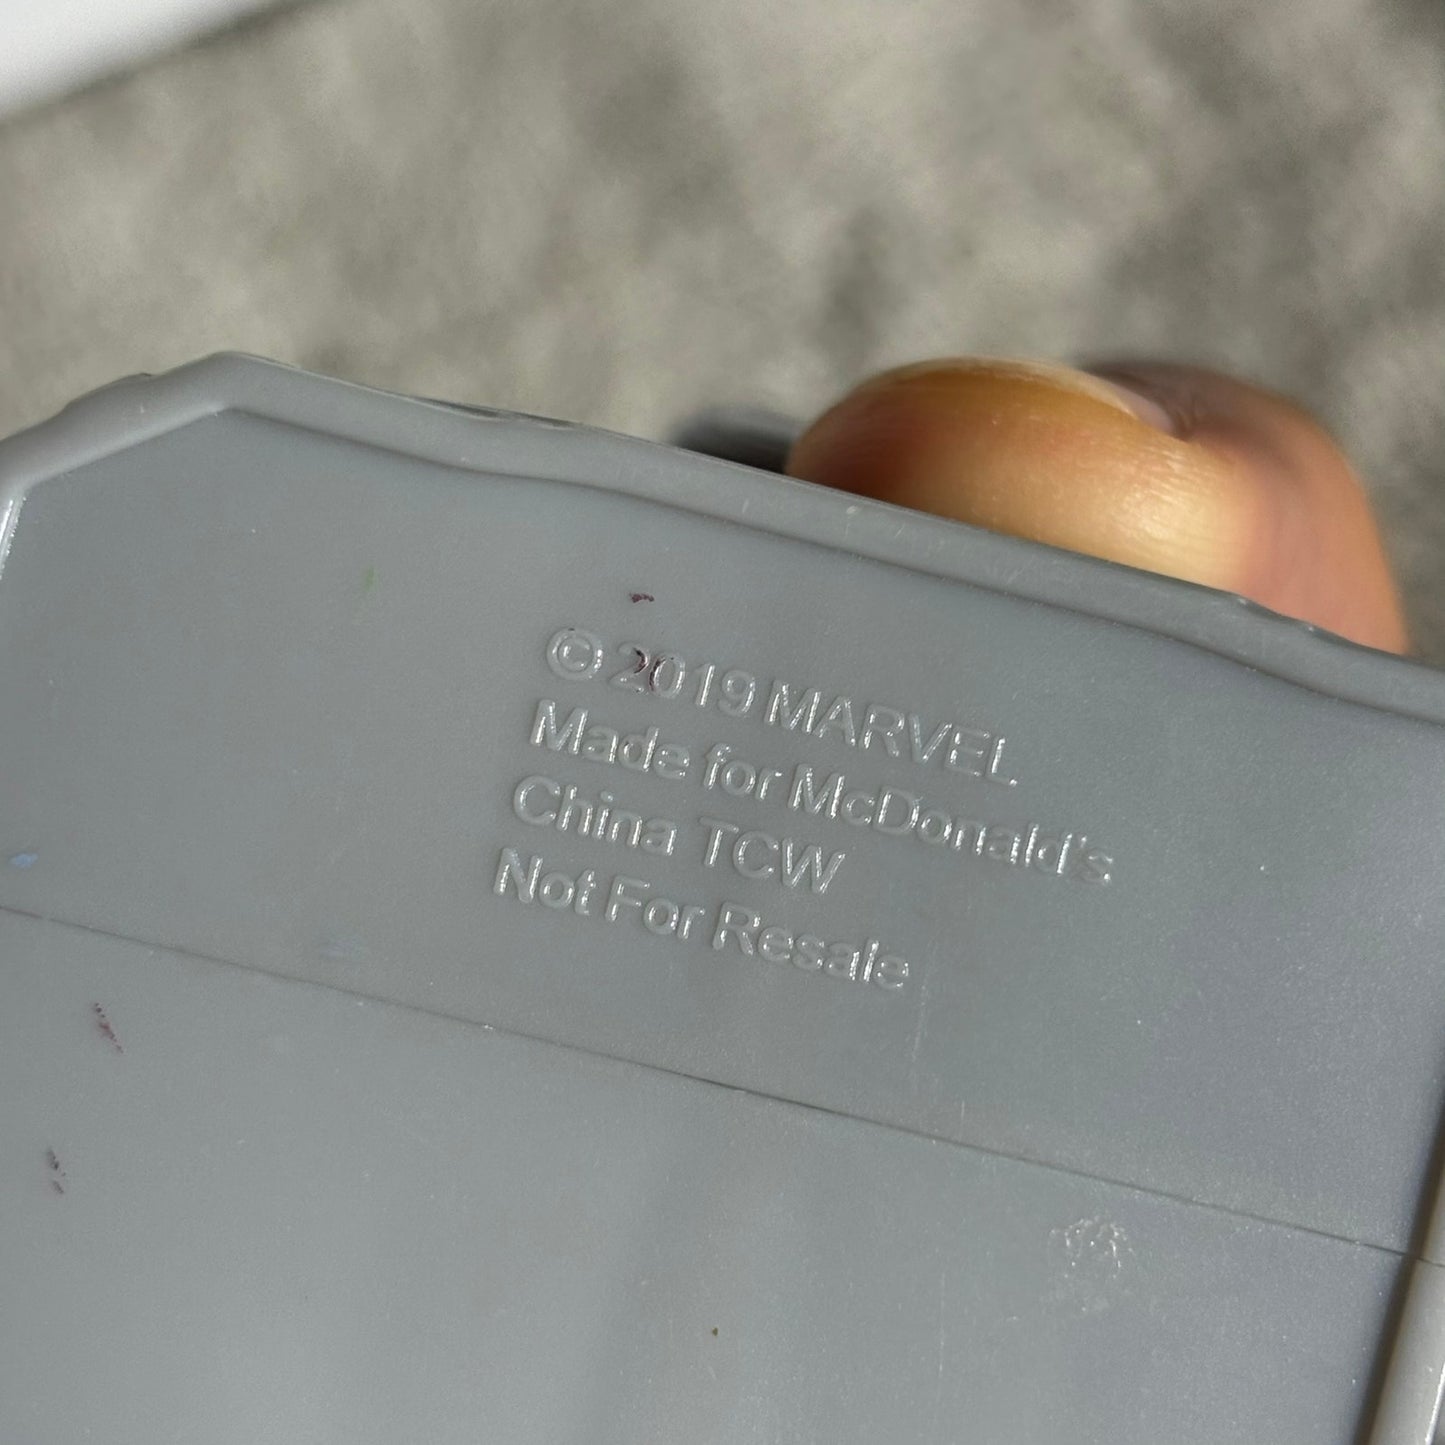 © 2019 MARVEL
Made for McDonald's
China TCW
Not For Resale